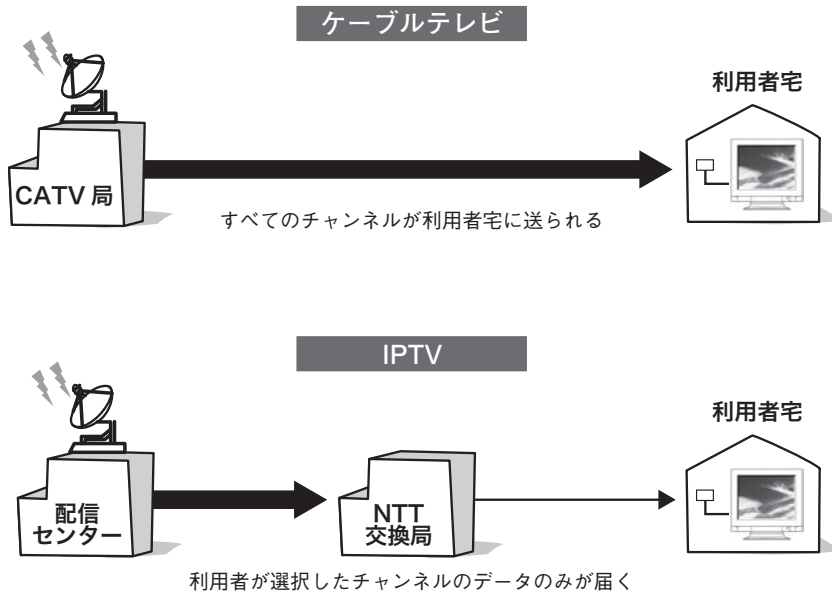 ケーブルテレビ
利用者宅
CATV 局
すべてのチャンネルが利用者宅に送られる
IPTV
利用者宅
配信
センター
NTT
交換局
利用者が選択したチャンネルのデータのみが届く